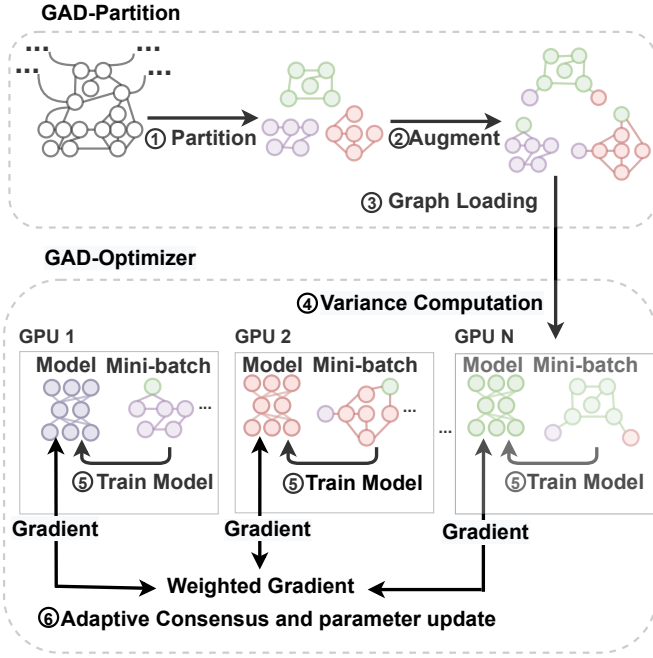 GAD-Partition
...
...
...
...
① Partition
② Augment
③ Graph Loading
GAD-Optimizer
④ Variance Computation
GPU 1
GPU 2
GPU N
Model Mini-batch
Model Mini-batch
Model Mini-batch
...
...
...
⑤ Train Model
⑤ Train Model
⑤ Train Model
Gradient
Gradient
Gradient
Weighted Gradient
⑥ Adaptive Consensus and parameter update